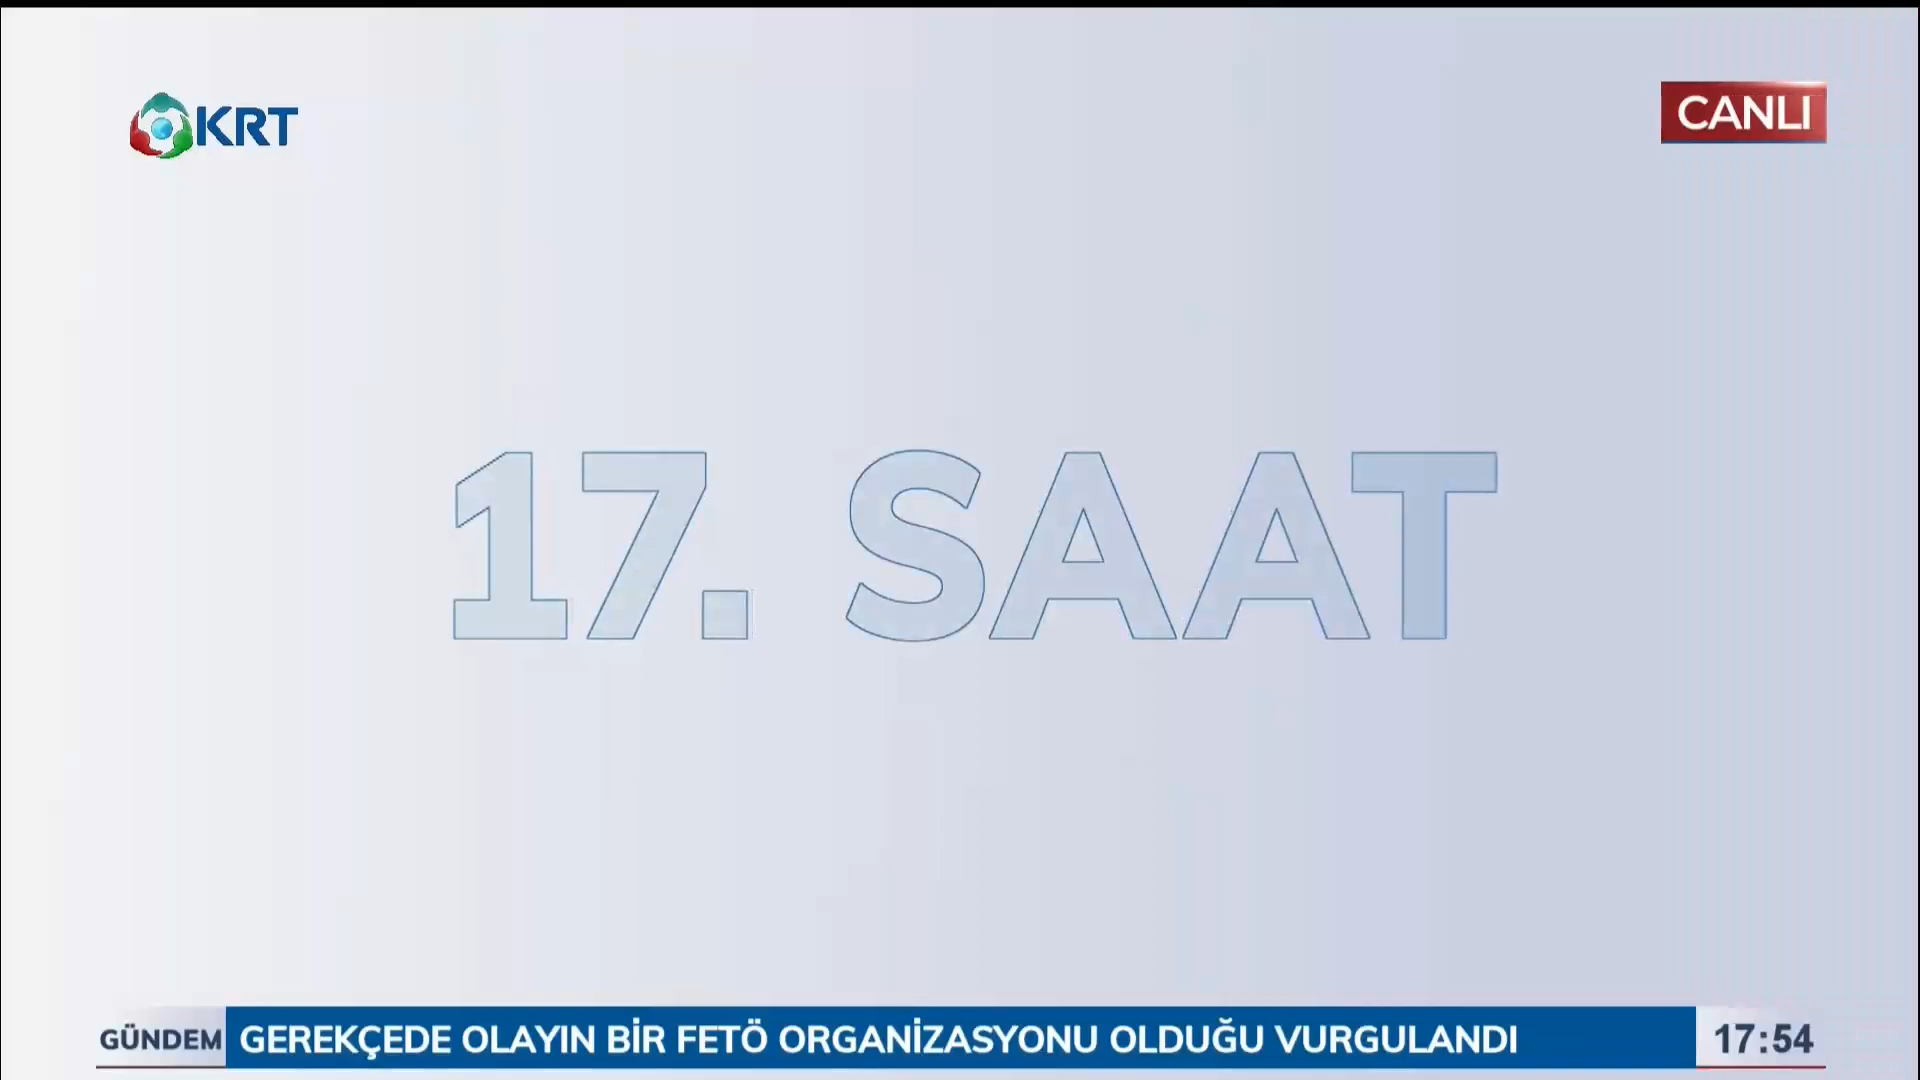 KRT
CANLI
17. SAAT
GÜNDEM
GEREKÇEDE OLAYIN BİR FETÖ ORGANİZASYONU OLDUĞU VURGULANDI
17:54